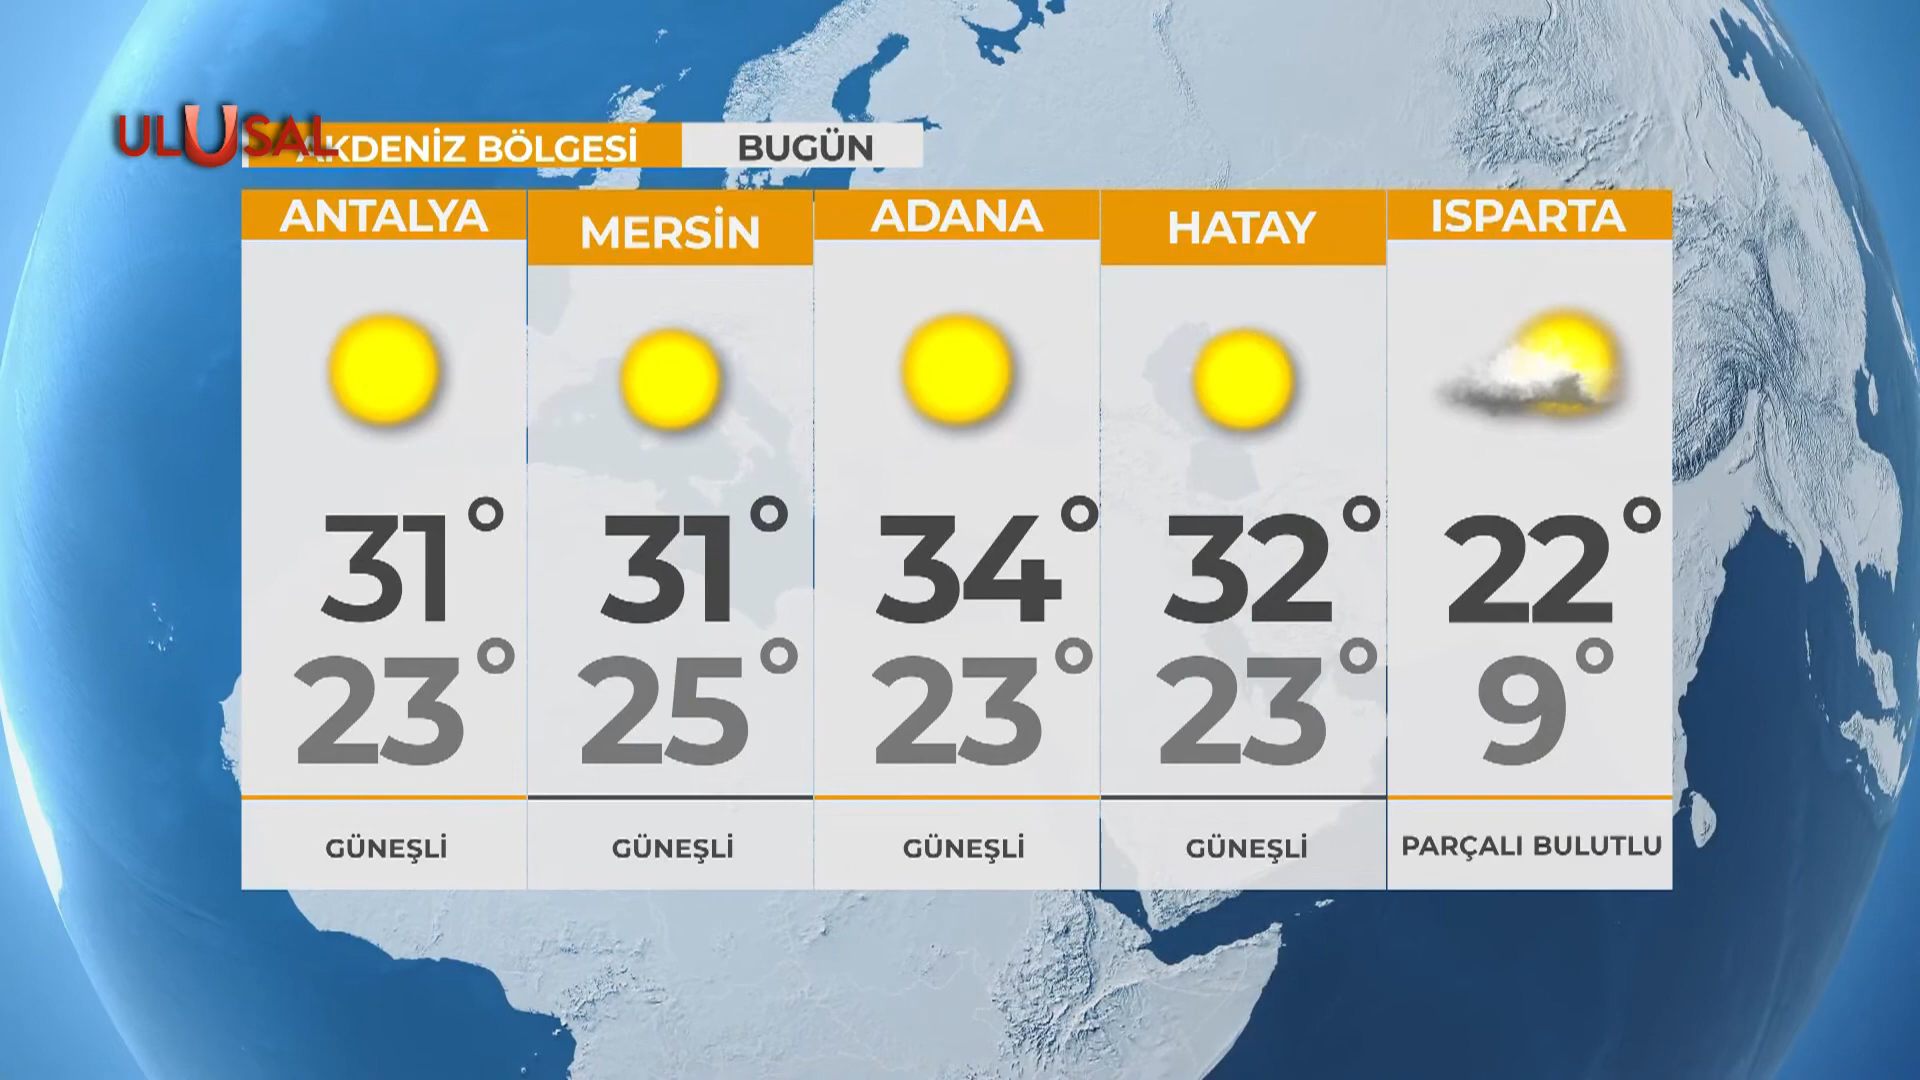 ULUSAL
AKDENİZ BÖLGESİ BUGÜN
ANTALYA MERSİN ADANA HATAY ISPARTA
31° 31° 34° 32° 22°
23° 25° 23° 23° 9°
GÜNEŞLİ GÜNEŞLİ GÜNEŞLİ GÜNEŞLİ PARÇALI BULUTLU